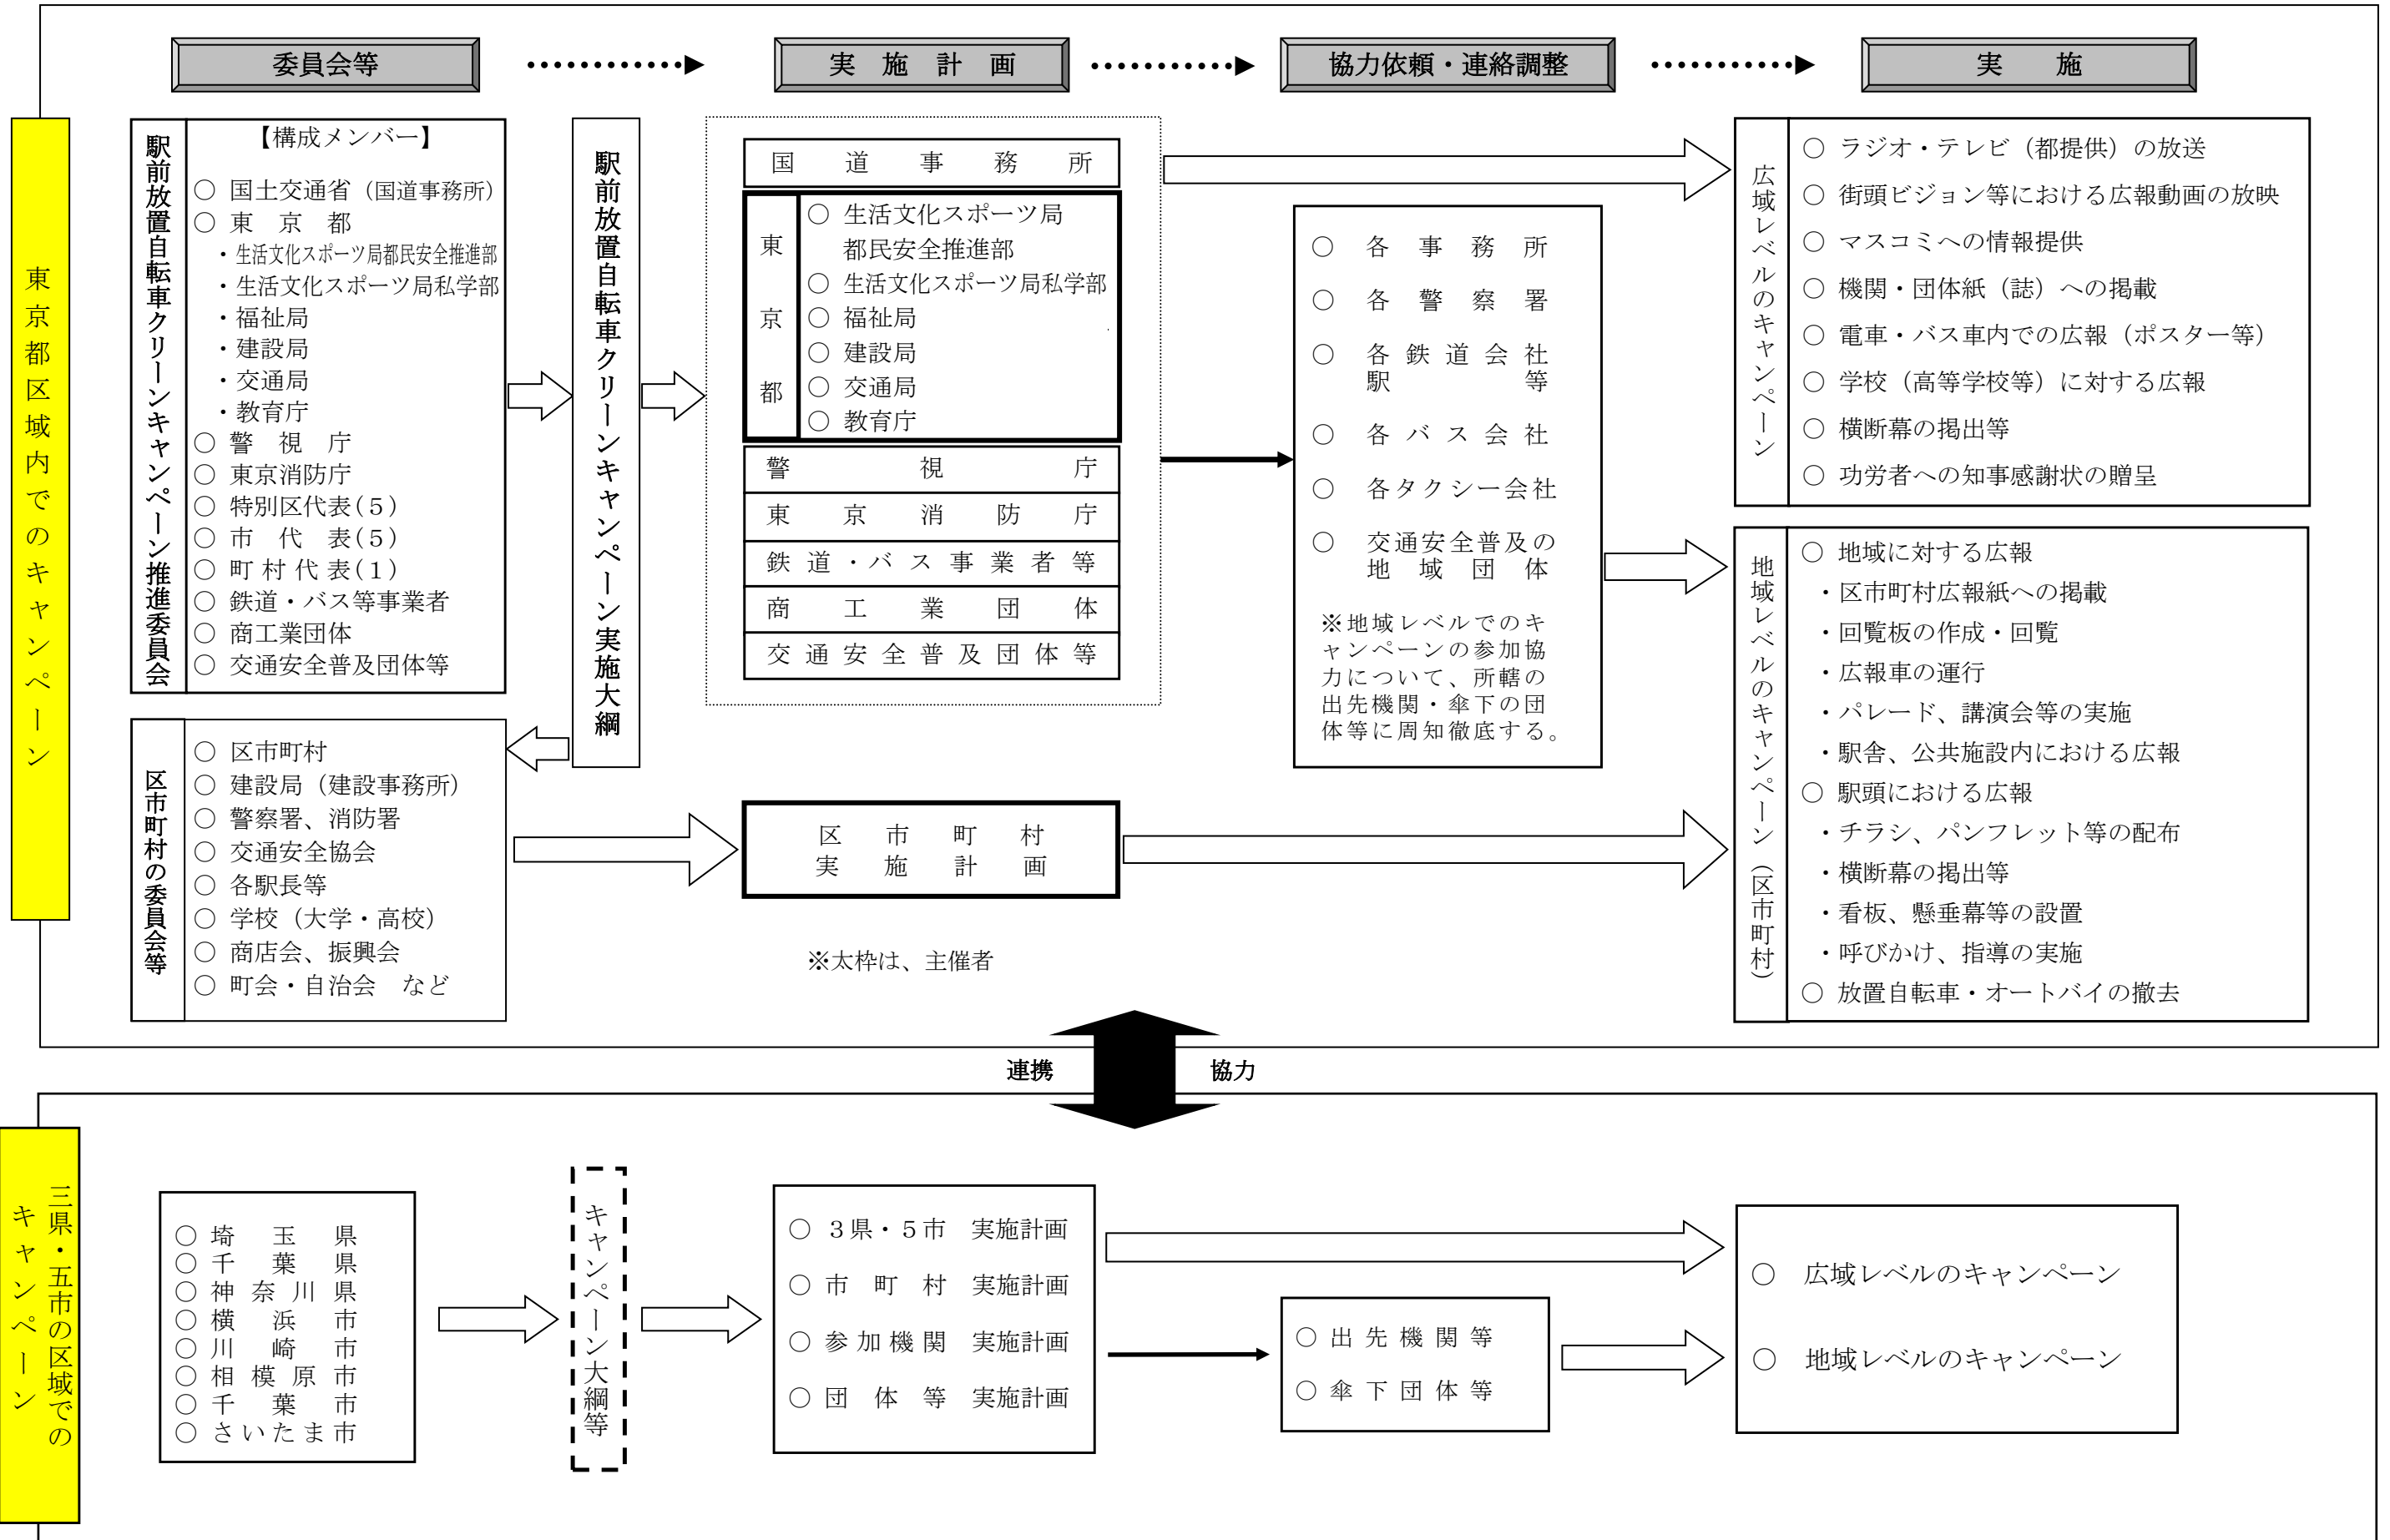 委員会等
実　施　計　画
協力依頼・連絡調整
実　　施
東京都区域内でのキャンペーン
駅前放置自転車クリーンキャンペーン推進委員会
【構成メンバー】
○ 国土交通省（国道事務所）
○ 東　京　都
・生活文化スポーツ局都民安全推進部
・生活文化スポーツ局私学部
・福祉局
・建設局
・交通局
・教育庁
○ 警　視　庁
○ 東京消防庁
○ 特別区代表(５)
○ 市　代　表(５)
○ 町 村 代 表(１)
○ 鉄道・バス等事業者
○ 商工業団体
○ 交通安全普及団体等
区市町村の委員会等
○ 区市町村
○ 建設局（建設事務所）
○ 警察署、消防署
○ 交通安全協会
○ 各駅長等
○ 学校（大学・高校）
○ 商店会、振興会
○ 町会・自治会　など
駅前放置自転車クリーンキャンペーン実施大綱
国　道　事　務　所
東京都
○ 生活文化スポーツ局
都民安全推進部
○ 生活文化スポーツ局私学部
○ 福祉局
○ 建設局
○ 交通局
○ 教育庁
警　視　庁
東　京　消　防　庁
鉄 道 ・ バ ス 事 業 者 等
商　工　業　団　体
交 通 安 全 普 及 団 体 等
区　市　町　村
実　施　計　画
※太枠は、主催者
○　各　事　務　所
○　各　警　察　署
○　各 鉄 道 会 社
駅　　　　等
○　各 バ ス 会 社
○　各タクシー会社
○　交通安全普及の
地　域　団　体
※地域レベルでのキ
ャンペーンの参加協
力について、所轄の
出先機関・傘下の団
体等に周知徹底する。
広域レベルのキャンペーン
○ ラジオ・テレビ（都提供）の放送
○ 街頭ビジョン等における広報動画の放映
○ マスコミへの情報提供
○ 機関・団体紙（誌）への掲載
○ 電車・バス車内での広報（ポスター等）
○ 学校（高等学校等）に対する広報
○ 横断幕の掲出等
○ 功労者への知事感謝状の贈呈
地域レベルのキャンペーン（区市町村）
○ 地域に対する広報
・区市町村広報紙への掲載
・回覧板の作成・回覧
・広報車の運行
・パレード、講演会等の実施
・駅舎、公共施設内における広報
○ 駅頭における広報
・チラシ、パンフレット等の配布
・横断幕の掲出等
・看板、懸垂幕等の設置
・呼びかけ、指導の実施
○ 放置自転車・オートバイの撤去
連携
協力
三県・五市の区域での
キャンペーン
○ 埼　玉　県
○ 千　葉　県
○ 神 奈 川 県
○ 横　浜　市
○ 川　崎　市
○ 相 模 原 市
○ 千　葉　市
○ さ い た ま 市
キャンペーン大綱等
○ ３県・５市　実施計画
○ 市　町　村　実施計画
○ 参 加 機 関　実施計画
○ 団　体　等　実施計画
○ 出 先 機 関 等
○ 傘 下 団 体 等
○　広域レベルのキャンペーン
○　地域レベルのキャンペーン